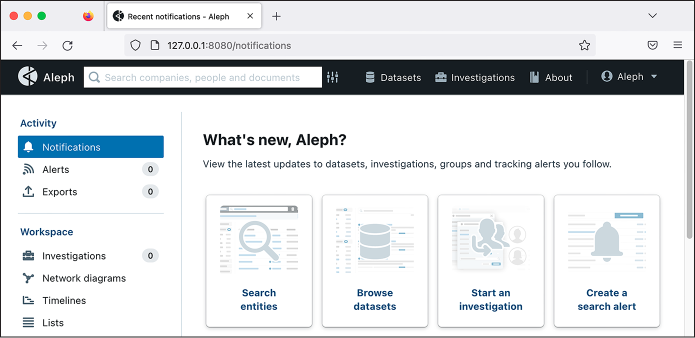 Recent notifications – Aleph
127.0.0.1:8080/notifications
Aleph
Search companies, people and documents
Datasets
Investigations
About
Aleph
Activity
Notifications
Alerts 0
Exports 0
Workspace
Investigations 0
Network diagrams
Timelines
Lists
What's new, Aleph?
View the latest updates to datasets, investigations, groups and tracking alerts you follow.
Search
entities
Browse
datasets
Start an
investigation
Create a
search alert